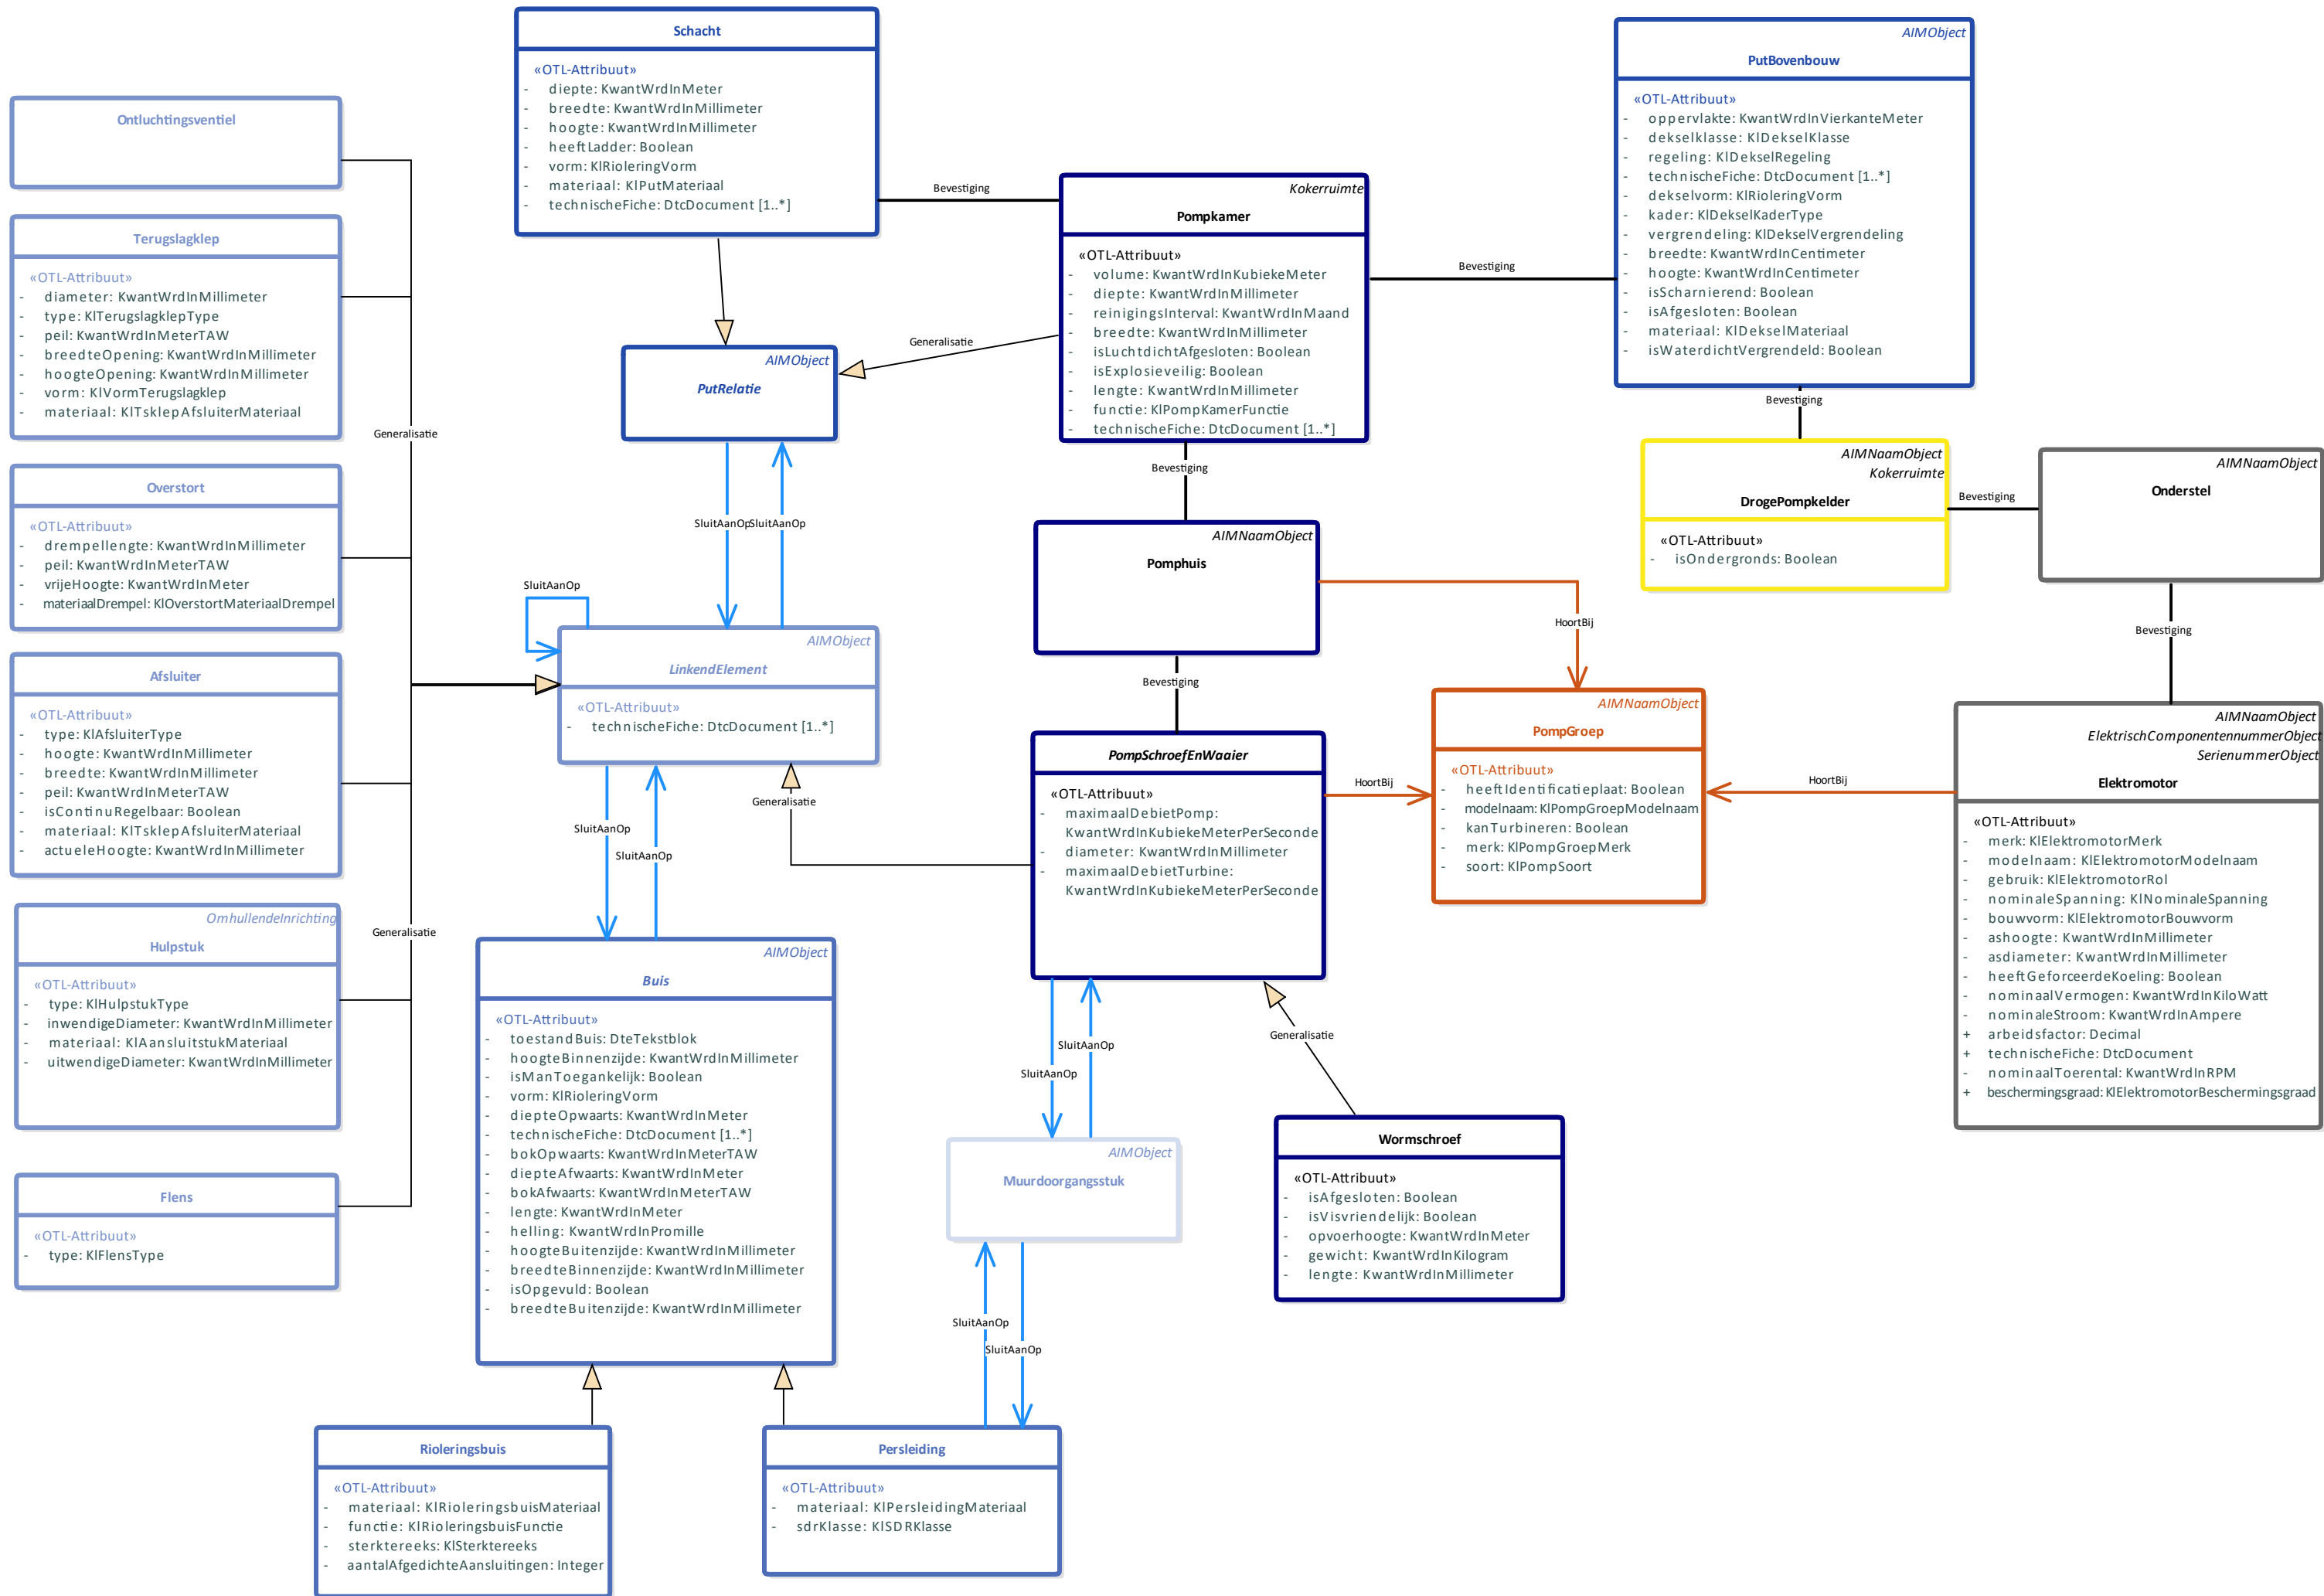 Schacht
«OTL-Attribuut»
- diepte: KwantWrdInMeter
- breedte: KwantWrdInMillimeter
- hoogte: KwantWrdInMillimeter
- heeftLadder: Boolean
- vorm: KlRioleringVorm
- materiaal: KlPutMateriaal
- technischeFiche: DtcDocument [1..*]
AIMObject
PutBovenbouw
«OTL-Attribuut»
- oppervlakte: KwantWrdInVierkanteMeter
- dekselklasse: KlDekselKlasse
- regeling: KlDekselRegeling
- technischeFiche: DtcDocument [1..*]
- dekselvorm: KlRioleringVorm
- kader: KlDekselKaderType
- vergrendeling: KlDekselVergrendeling
- breedte: KwantWrdInCentimeter
- hoogte: KwantWrdInCentimeter
- isScharnierend: Boolean
- isAfgesloten: Boolean
- materiaal: KlDekselMateriaal
- isWaterdichtVergrendeld: Boolean
Ontluchtingsventiel
Bevestiging
Kokerruimte
Pompkamer
«OTL-Attribuut»
- volume: KwantWrdInKubiekeMeter
- diepte: KwantWrdInMillimeter
- reinigingsInterval: KwantWrdInMaand
- breedte: KwantWrdInMillimeter
- isLuchtdichtAfgesloten: Boolean
- isExplosieveilig: Boolean
- lengte: KwantWrdInMillimeter
- functie: KlPompKamerFunctie
- technischeFiche: DtcDocument [1..*]
Bevestiging
Terugslagklep
«OTL-Attribuut»
- diameter: KwantWrdInMillimeter
- type: KlTerugslagklepType
- peil: KwantWrdInMeterTAW
- breedteOpening: KwantWrdInMillimeter
- hoogteOpening: KwantWrdInMillimeter
- vorm: KlVormTerugslagklep
- materiaal: KlTsklepAfsluiterMateriaal
Generalisatie
AIMObject
PutRelatie
Generalisatie
Bevestiging
AIMNaamObject
Kokerruimte
DrogePompkelder
«OTL-Attribuut»
- isOndergronds: Boolean
Bevestiging
AIMNaamObject
Onderstel
Bevestiging
Overstort
«OTL-Attribuut»
- drempellengte: KwantWrdInMillimeter
- peil: KwantWrdInMeterTAW
- vrijeHoogte: KwantWrdInMeter
- materiaalDrempel: KlOverstortMateriaalDrempel
SluitAanOp
SluitAanOp
SluitAanOp
AIMNaamObject
Pomphuis
HoortBij
Bevestiging
Bevestiging
AIMObject
LinkendElement
«OTL-Attribuut»
- technischeFiche: DtcDocument [1..*]
Afsluiter
«OTL-Attribuut»
- type: KlAfsluiterType
- hoogte: KwantWrdInMillimeter
- breedte: KwantWrdInMillimeter
- peil: KwantWrdInMeterTAW
- isContinuRegelbaar: Boolean
- materiaal: KlTsklepAfsluiterMateriaal
- actueleHoogte: KwantWrdInMillimeter
Generalisatie
SluitAanOp
SluitAanOp
Generalisatie
PompSchroefEnWaaier
«OTL-Attribuut»
- maximaalDebietPomp:
KwantWrdInKubiekeMeterPerSeconde
- diameter: KwantWrdInMillimeter
- maximaalDebietTurbine:
KwantWrdInKubiekeMeterPerSeconde
HoortBij
AIMNaamObject
PompGroep
«OTL-Attribuut»
- heeftIdentificatieplaat: Boolean
- modelnaam: KlPompGroepModelnaam
- kanTurbineren: Boolean
- merk: KlPompGroepMerk
- soort: KlPompSoort
HoortBij
AIMNaamObject
ElektrischComponentennummerObject
SerienummerObject
Elektromotor
«OTL-Attribuut»
- merk: KlElektromotorMerk
- modelnaam: KlElektromotorModelnaam
- gebruik: KlElektromotorRol
- nominaleSpanning: KlNominaleSpanning
- bouwvorm: KlElektromotorBouwvorm
- ashoogte: KwantWrdInMillimeter
- asdiameter: KwantWrdInMillimeter
- heeftGeforceerdeKoeling: Boolean
- nominaalVermogen: KwantWrdInKiloWatt
- nominaleStroom: KwantWrdInAmpere
+ arbeidsfactor: Decimal
+ technischeFiche: DtcDocument
- nominaalToerental: KwantWrdInRPM
+ beschermingsgraad: KlElektromotorBeschermingsgraad
OmhullendeInrichting
Hulpstuk
«OTL-Attribuut»
- type: KlHulpstukType
- inwendigeDiameter: KwantWrdInMillimeter
- materiaal: KlAansluitstukMateriaal
- uitwendigeDiameter: KwantWrdInMillimeter
AIMObject
Buis
«OTL-Attribuut»
- toestandBuis: DteTekstblok
- hoogteBinnenzijde: KwantWrdInMillimeter
- isManToegankelijk: Boolean
- vorm: KlRioleringVorm
- diepteOpwaarts: KwantWrdInMeter
- technischeFiche: DtcDocument [1..*]
- bokOpwaarts: KwantWrdInMeterTAW
- diepteAfwaarts: KwantWrdInMeter
- bokAfwaarts: KwantWrdInMeterTAW
- lengte: KwantWrdInMeter
- helling: KwantWrdInPromille
- hoogteBuitenzijde: KwantWrdInMillimeter
- breedteBinnenzijde: KwantWrdInMillimeter
- isOpgevuld: Boolean
- breedteBuitenzijde: KwantWrdInMillimeter
SluitAanOp
SluitAanOp
Generalisatie
AIMObject
Muurdoorgangsstuk
Wormschroef
«OTL-Attribuut»
- isAfgesloten: Boolean
- isVisvriendelijk: Boolean
- opvoerhoogte: KwantWrdInMeter
- gewicht: KwantWrdInKilogram
- lengte: KwantWrdInMillimeter
Flens
«OTL-Attribuut»
- type: KlFlensType
SluitAanOp
SluitAanOp
Rioleringsbuis
«OTL-Attribuut»
- materiaal: KlRioleringsbuisMateriaal
- functie: KlRioleringsbuisFunctie
- sterktereeks: KlSterktereeks
- aantalAfgedichteAansluitingen: Integer
Persleiding
«OTL-Attribuut»
- materiaal: KlPersleidingMateriaal
- sdrKlasse: KlSDRKlasse